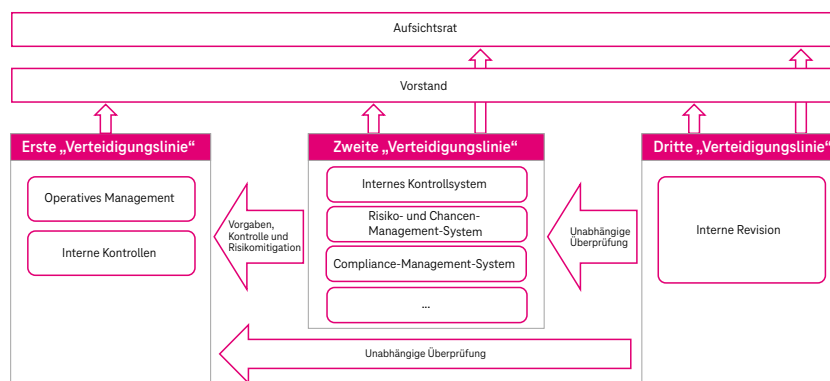 Aufsichtsrat
Vorstand
Erste „Verteidigungslinie“
Operatives Management
Interne Kontrollen
Vorgaben,
Kontrolle und
Risikomitigation
Zweite „Verteidigungslinie“
Internes Kontrollsystem
Risiko- und Chancen-
Management-System
Compliance-Management-System
...
Unabhängige
Überprüfung
Dritte „Verteidigungslinie“
Interne Revision
Unabhängige Überprüfung